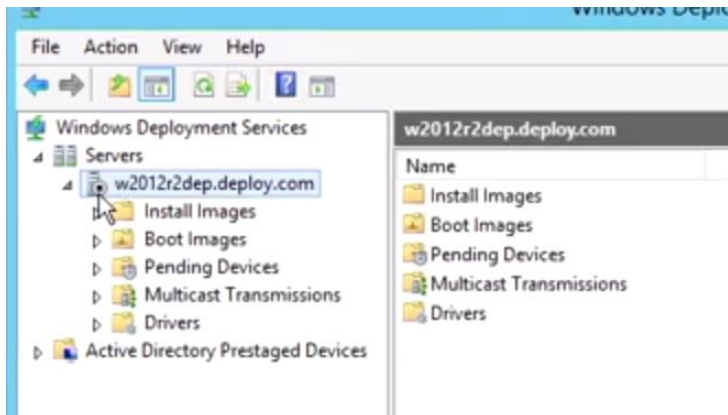 Windows Deplo
File Action View Help
Windows Deployment Services
Servers
w2012r2dep.deploy.com
Install Images
Boot Images
Pending Devices
Multicast Transmissions
Drivers
Active Directory Prestaged Devices
w2012r2dep.deploy.com
Name
Install Images
Boot Images
Pending Devices
Multicast Transmissions
Drivers